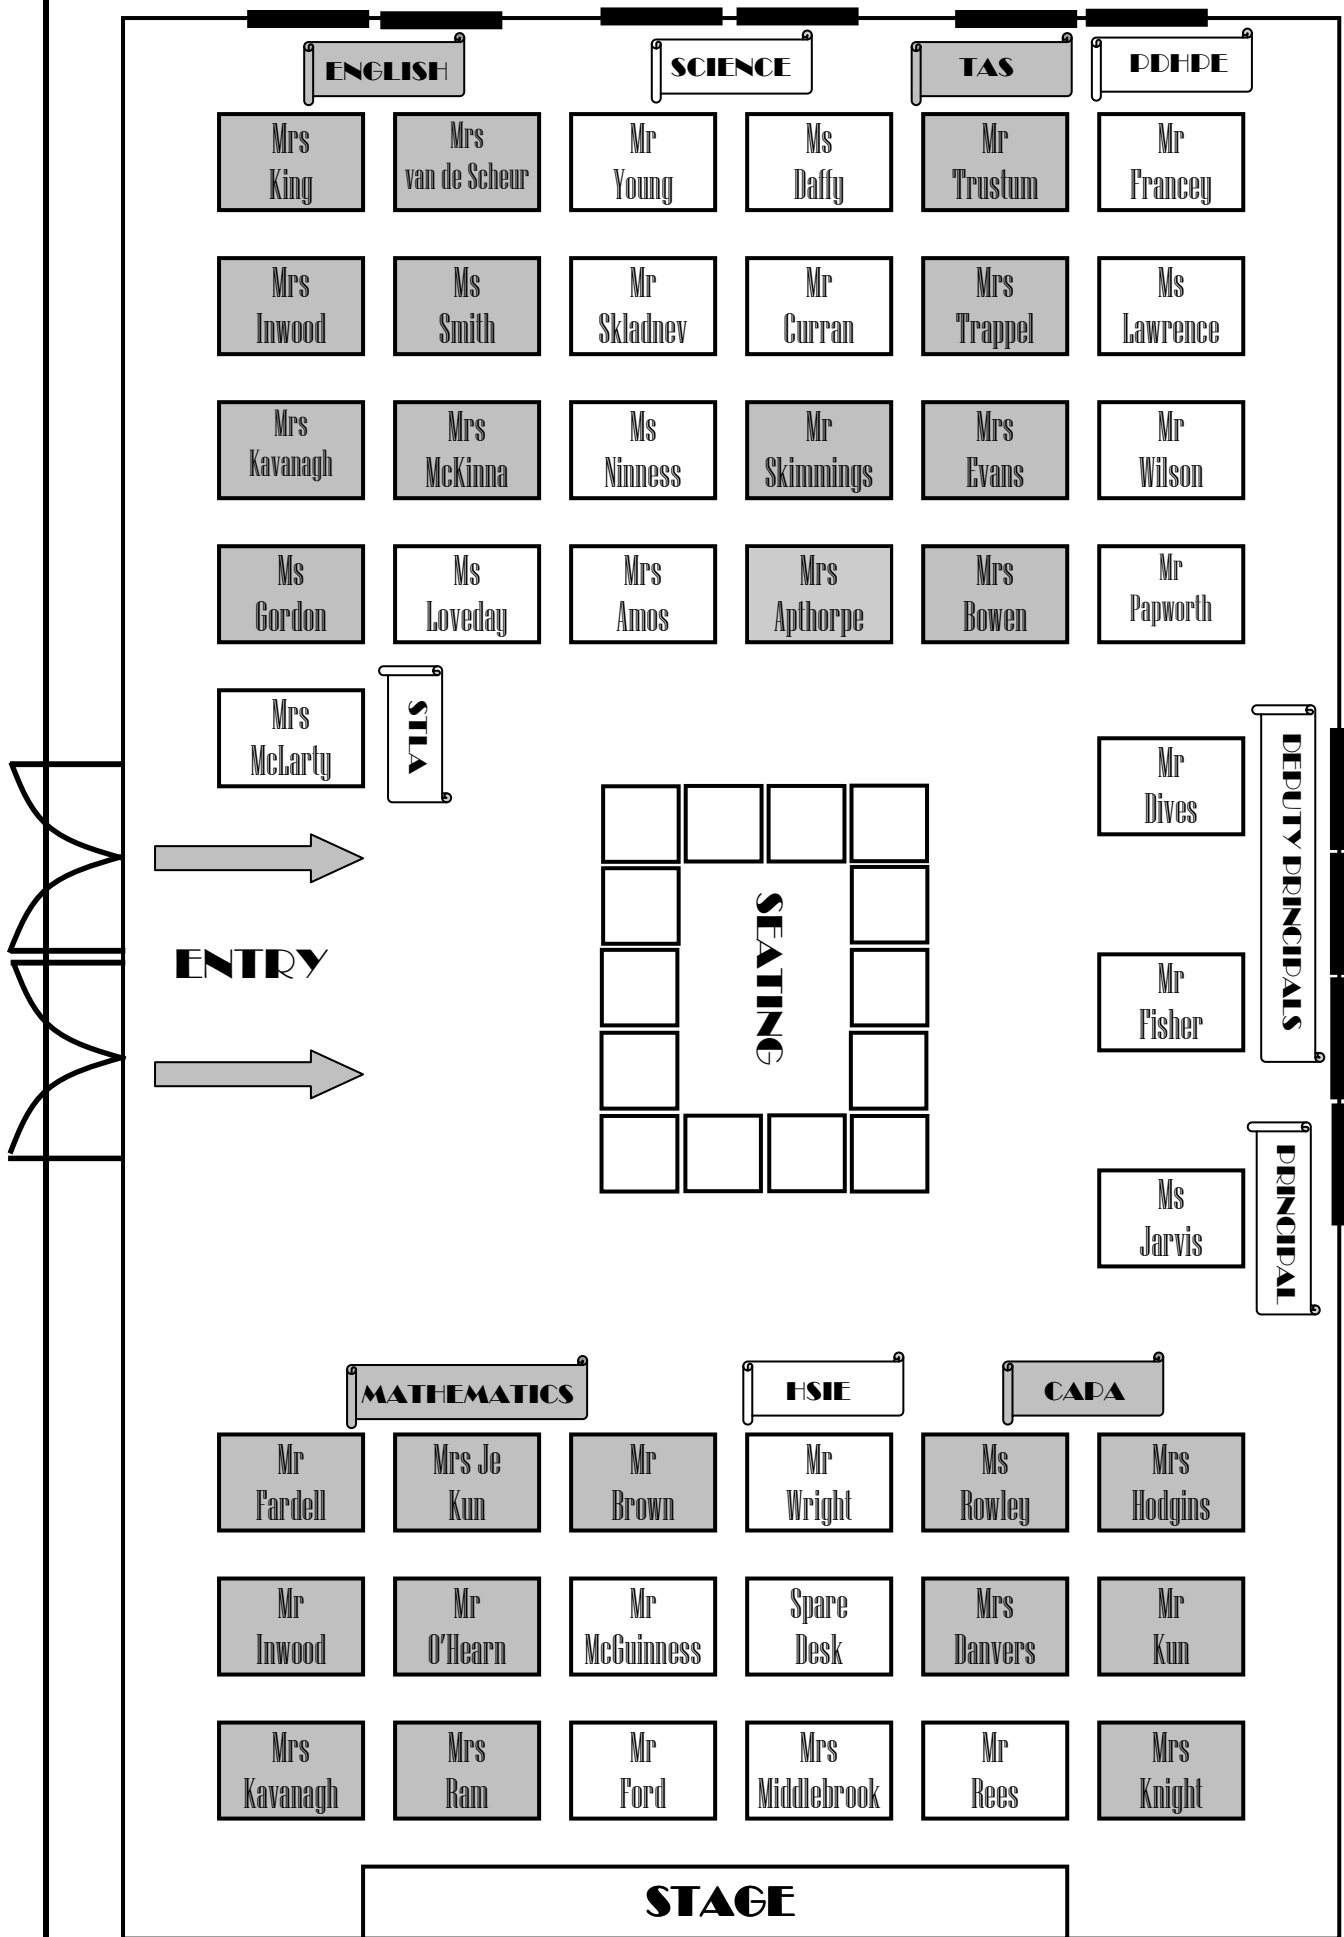 ENGLISH
SCIENCE
TAS
PDHPE
Mrs
King
Mrs
van de Scheur
Mr
Young
Ms
Daffy
Mr
Trustum
Mr
Francey
Mrs
Inwood
Ms
Smith
Mr
Skladnev
Mr
Curran
Mrs
Trappel
Ms
Lawrence
Mrs
Kavanagh
Mrs
McKinna
Ms
Ninness
Mr
Skimmings
Mrs
Evans
Mr
Wilson
Ms
Gordon
Ms
Loveday
Mrs
Amos
Mrs
Apthorpe
Mrs
Bowen
Mr
Papworth
Mrs
McLarty
STLA
Mr
Dives
DEPUTY PRINCIPALS
SEATING
ENTRY
Mr
Fisher
Ms
Jarvis
PRINCIPAL
MATHEMATICS
HSIE
CAPA
Mr
Fardell
Mrs Je
Kun
Mr
Brown
Mr
Wright
Ms
Rowley
Mrs
Hodgins
Mr
Inwood
Mr
O'Hearn
Mr
McGuinness
Spare
Desk
Mrs
Danvers
Mr
Kun
Mrs
Kavanagh
Mrs
Ram
Mr
Ford
Mrs
Middlebrook
Mr
Rees
Mrs
Knight
STAGE